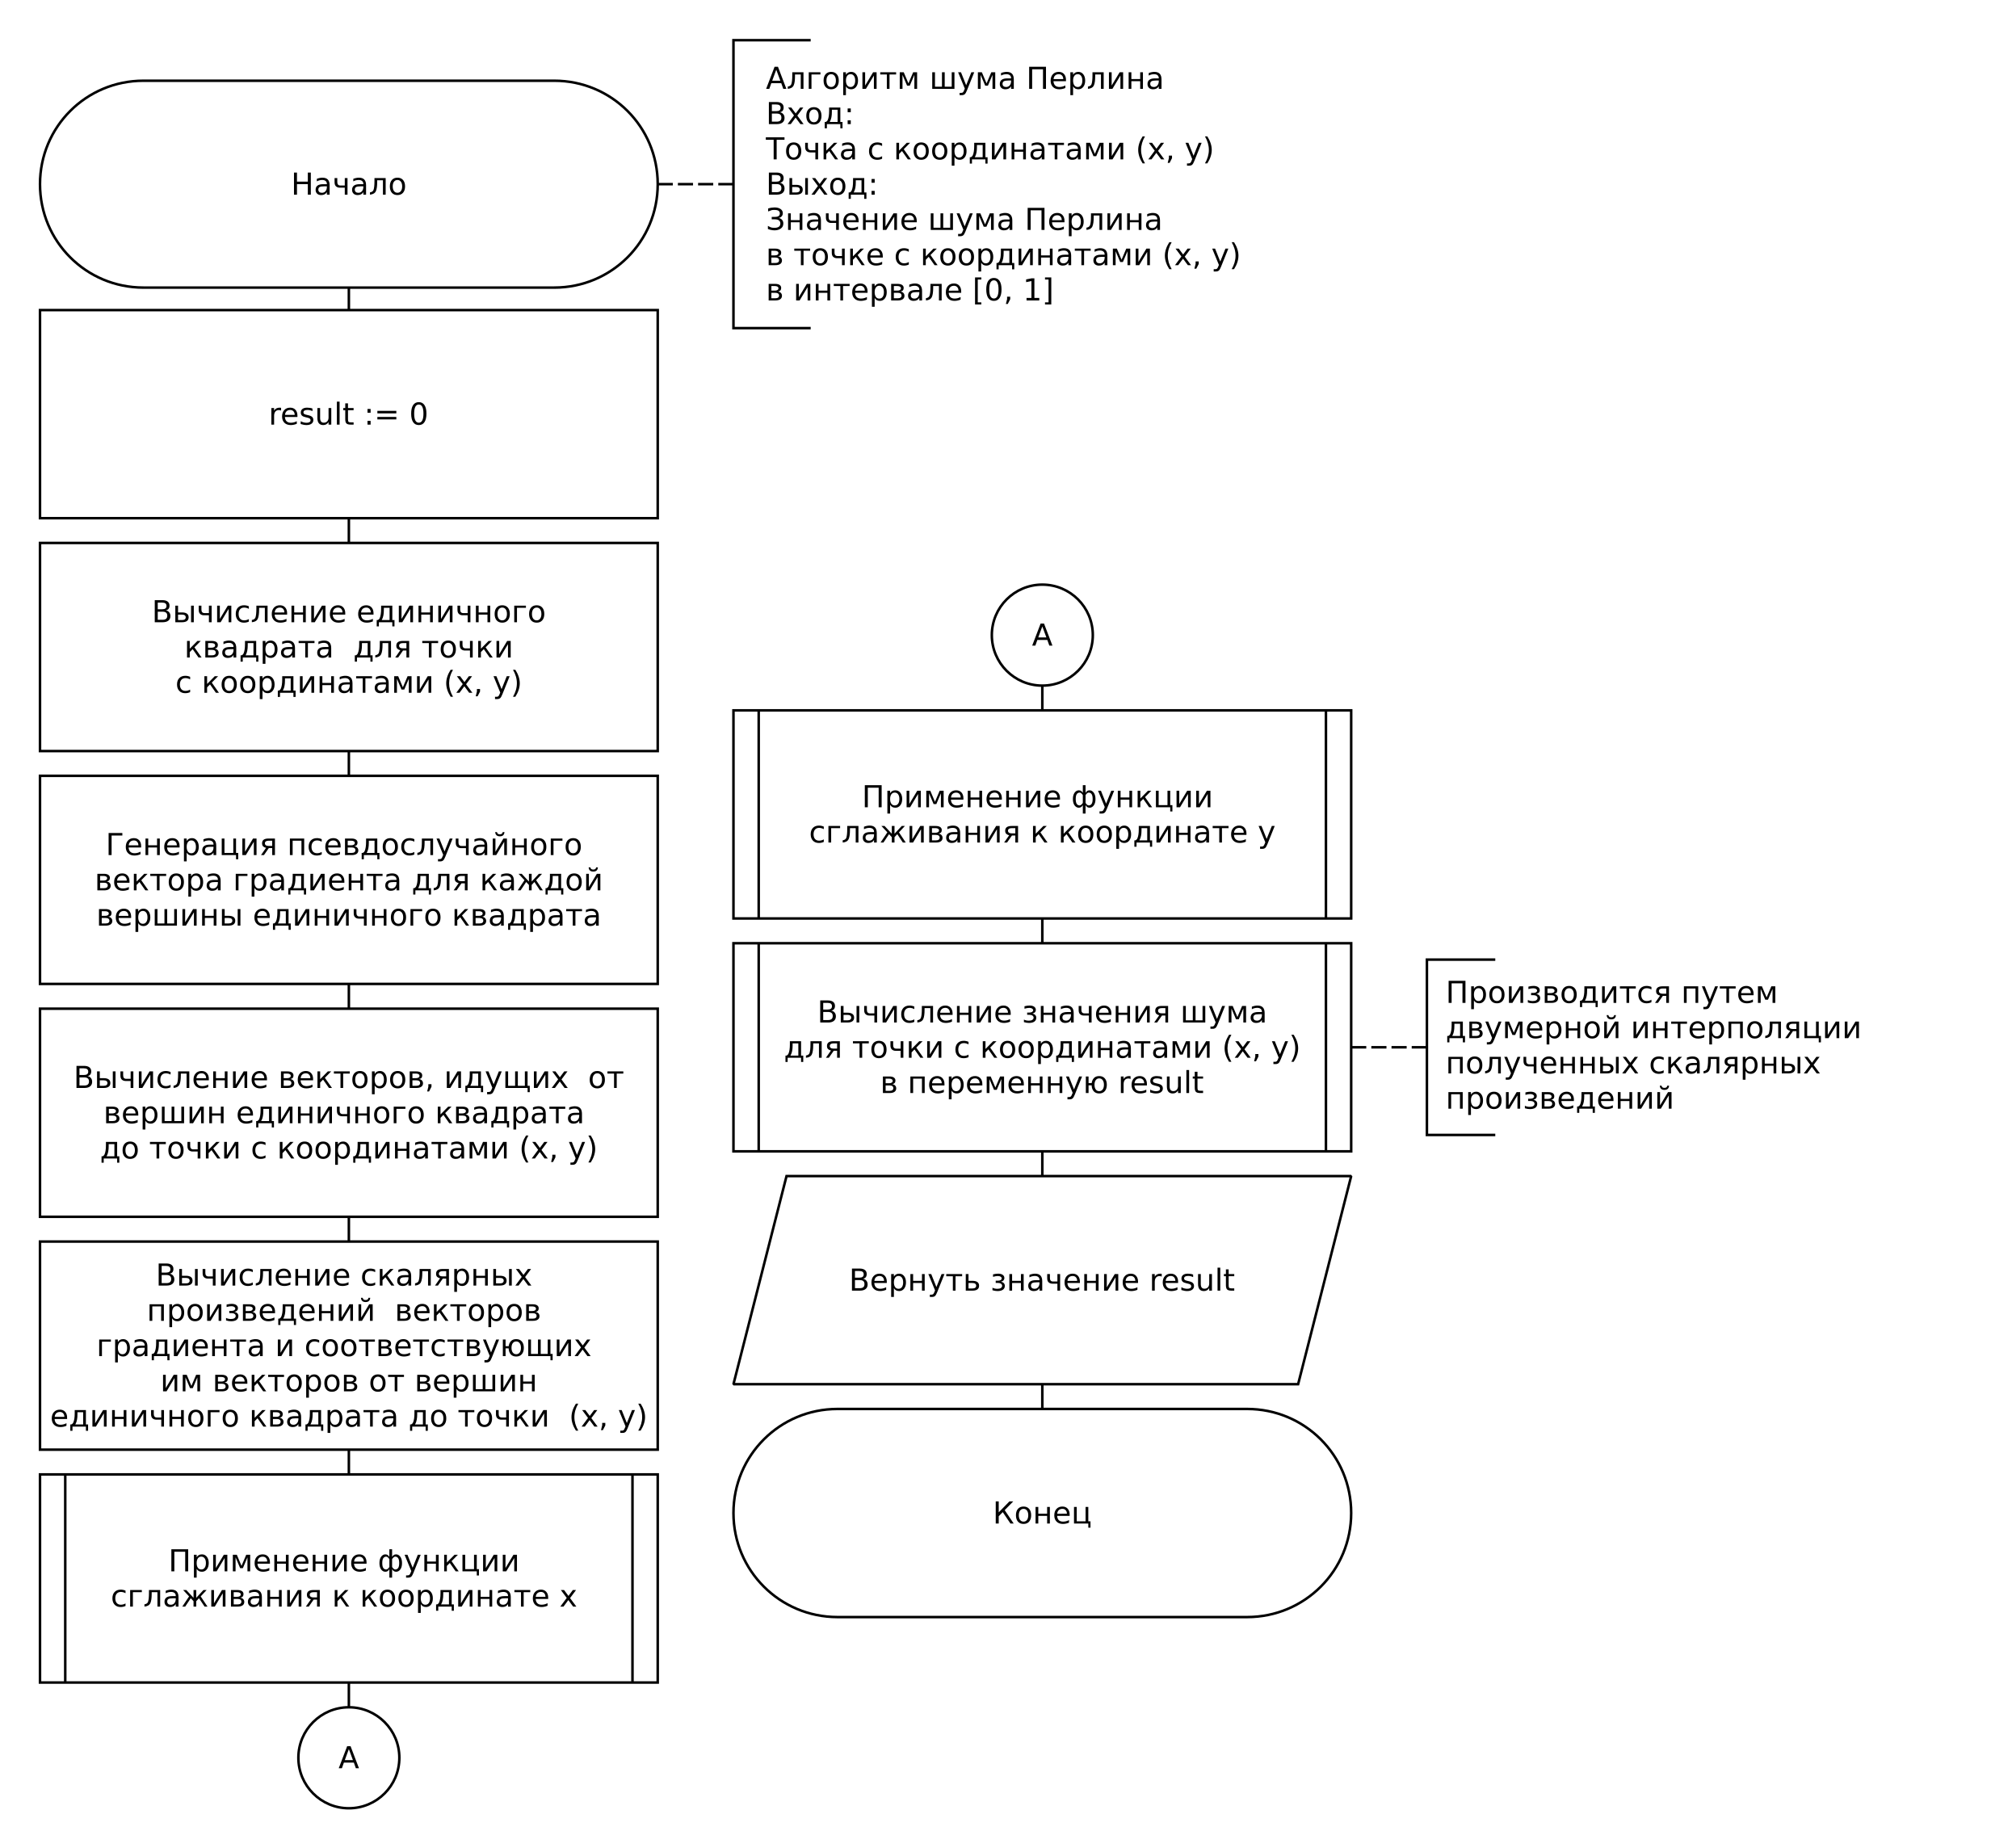 Начало
Алгоритм шума Перлина
Вход:
Точка с координатами (x, y)
Выход:
Значение шума Перлина
в точке с координатами (x, y)
в интервале [0, 1]
result := 0
Вычисление единичного
квадрата для точки
с координатами (x, y)
Генерация псевдослучайного
вектора градиента для каждой
вершины единичного квадрата
Вычисление векторов, идущих от
вершин единичного квадрата
до точки с координатами (x, y)
Вычисление скалярных
произведений векторов
градиента и соответствующих
им векторов от вершин
единичного квадрата до точки (x, y)
Применение функции
сглаживания к координате x
A
A
Применение функции
сглаживания к координате y
Вычисление значения шума
для точки с координатами (x, y)
в переменную result
Производится путем
двумерной интерполяции
полученных скалярных
произведений
Вернуть значение result
Конец